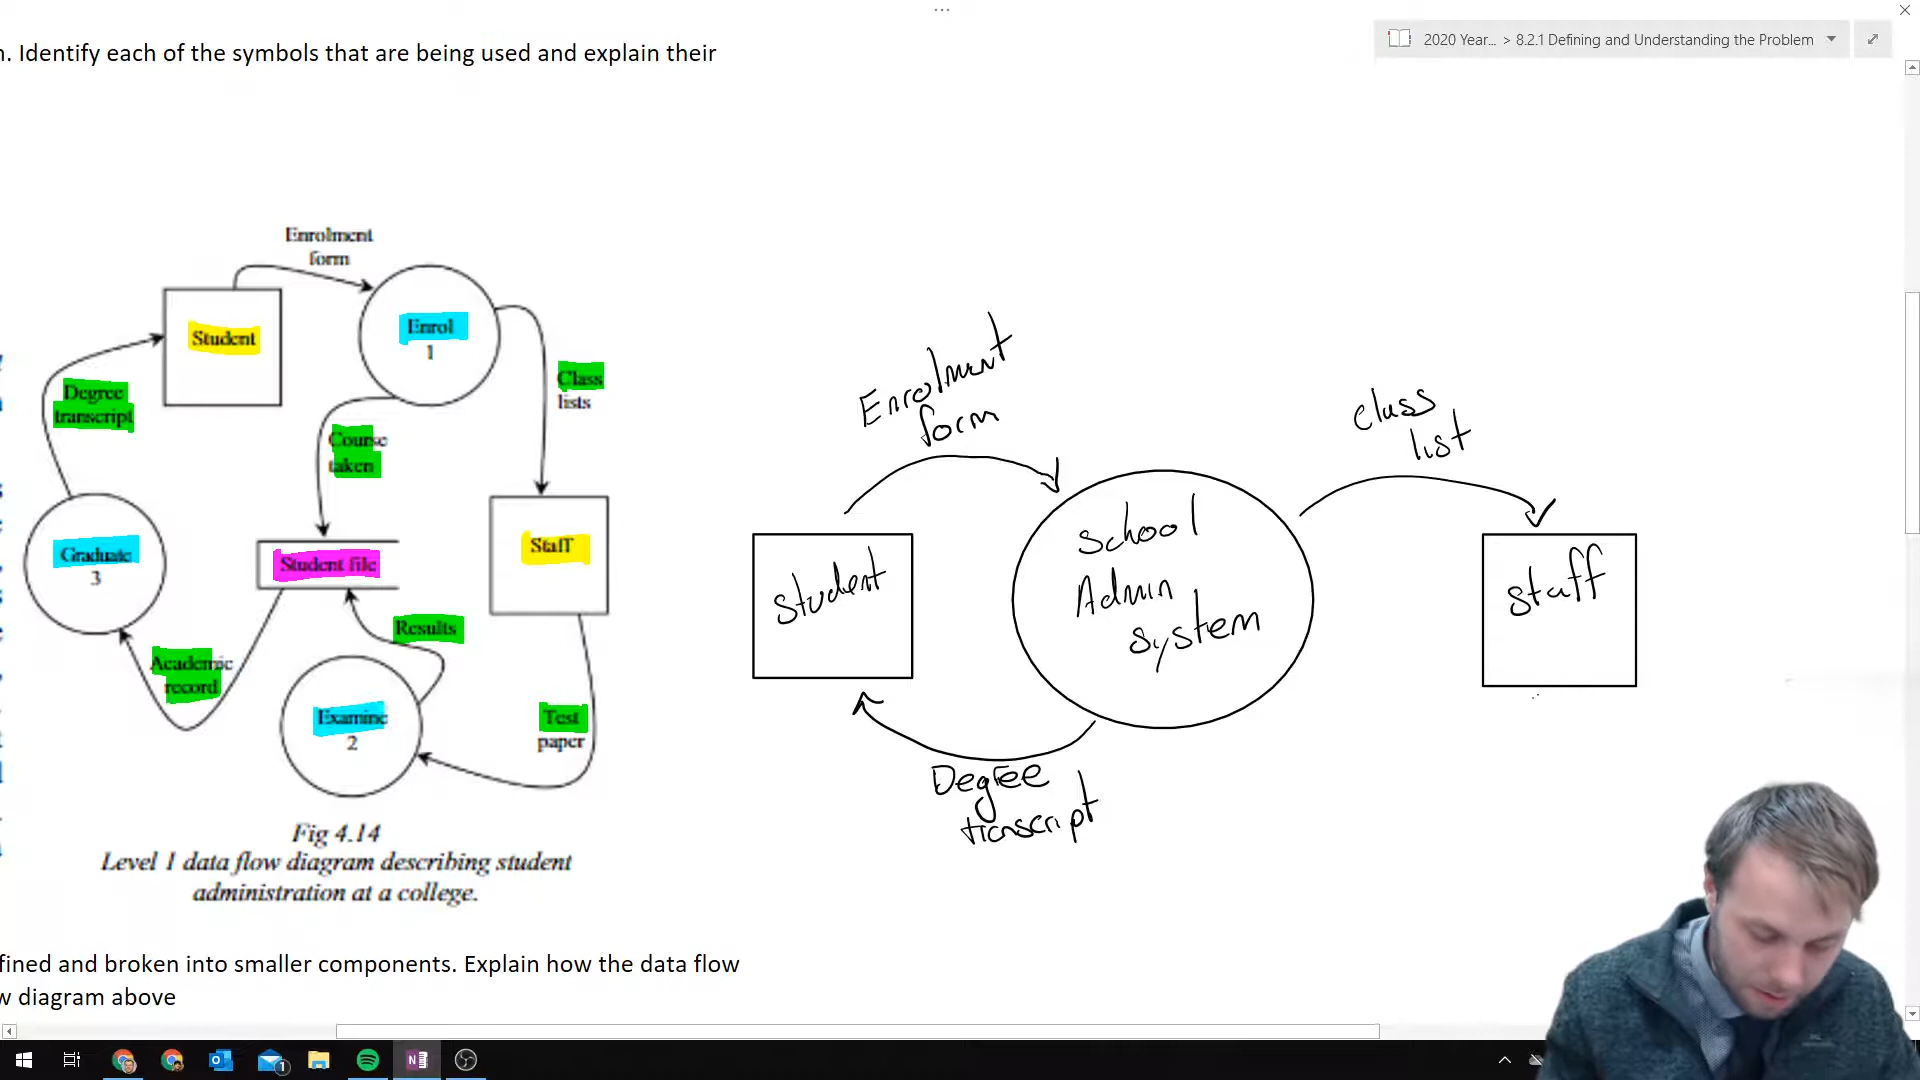 n. Identify each of the symbols that are being used and explain their
2020 Year... > 8.2.1 Defining and Understanding the Problem
Enrolment
form
Student
Enrol
1
Class
lists
Degree
transcript
Course
taken
Graduate
3
Student file
Staff
Results
Academic
record
Examine
2
Test
paper
Fig 4.14
Level 1 data flow diagram describing student
administration at a college.
Enrolment
form
class
list
student
school
Admin
system
staff
Degree
transcript
fined and broken into smaller components. Explain how the data flow
w diagram above
1